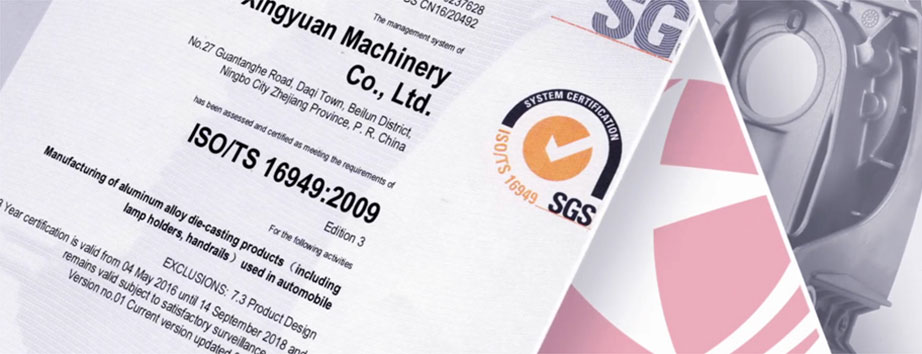 237628
SS CN16/20492
The management system of
Xingyuan Machinery
Co., Ltd.
No.27 Guantanghe Road, Daqi Town, Beilun District,
Ningbo City Zhejiang Province, P. R. China
has been assessed and certified as meeting the requirements of
ISO/TS 16949:2009
Edition 3
For the following activities
Manufacturing of aluminum alloy die-casting products（including
lamp holders, handrails）used in automobile
EXCLUSIONS: 7.3 Product Design
a Year certification is valid from 04 May 2016 until 14 September 2018 and
remains valid subject to satisfactory surveillance
Version no.01 Current version updated
SG
SYSTEM CERTIFICATION
ISO/TS 16949
SGS